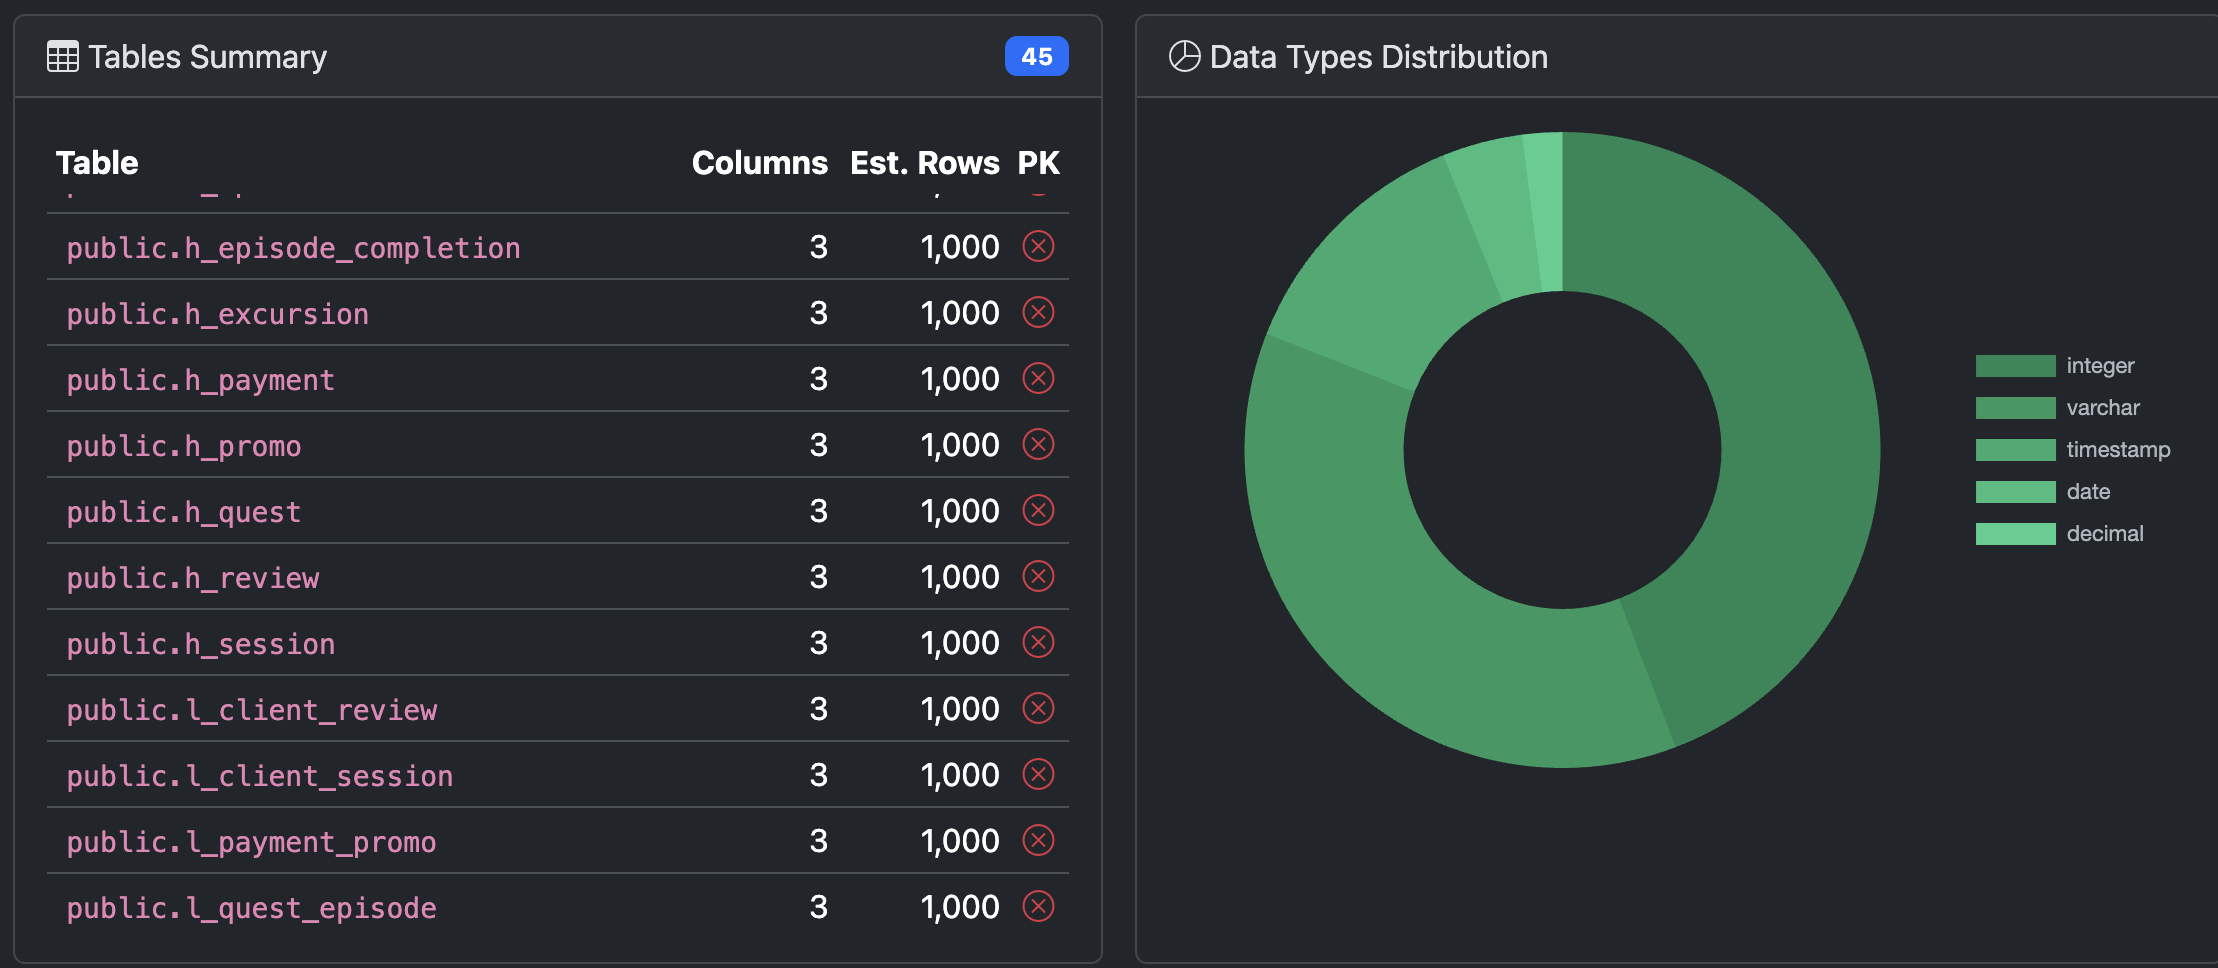 Tables Summary 45
Table Columns Est. Rows PK
public.h_episode_completion 3 1,000
public.h_excursion 3 1,000
public.h_payment 3 1,000
public.h_promo 3 1,000
public.h_quest 3 1,000
public.h_review 3 1,000
public.h_session 3 1,000
public.l_client_review 3 1,000
public.l_client_session 3 1,000
public.l_payment_promo 3 1,000
public.l_quest_episode 3 1,000
Data Types Distribution
integer
varchar
timestamp
date
decimal